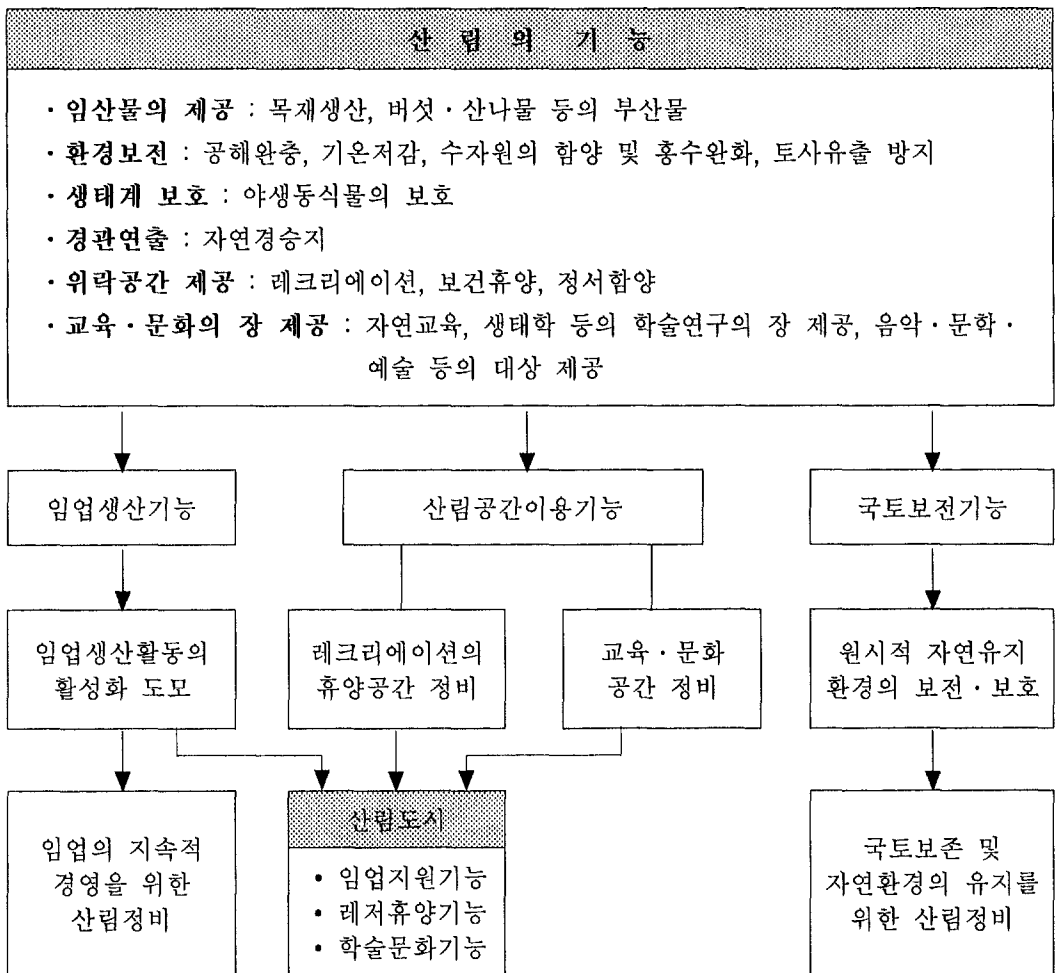 산 림 의 기 능
· 임산물의 제공 : 목재생산, 버섯 · 산나물 등의 부산물
· 환경보전 : 공해완충, 기온저감, 수자원의 함양 및 홍수완화, 토사유출 방지
· 생태계 보호 : 야생동식물의 보호
· 경관연출 : 자연경승지
· 위락공간 제공 : 레크리에이션, 보건휴양, 정서함양
· 교육 · 문화의 장 제공 : 자연교육, 생태학 등의 학술연구의 장 제공, 음악 · 문학 ·
예술 등의 대상 제공
임업생산기능
산림공간이용기능
국토보전기능
임업생산활동의
활성화 도모
레크리에이션의
휴양공간 정비
교육 · 문화
공간 정비
원시적 자연유지
환경의 보전 · 보호
임업의 지속적
경영을 위한
산림정비
산림도시
• 임업지원기능
• 레저휴양기능
• 학술문화기능
국토보존 및
자연환경의 유지를
위한 산림정비